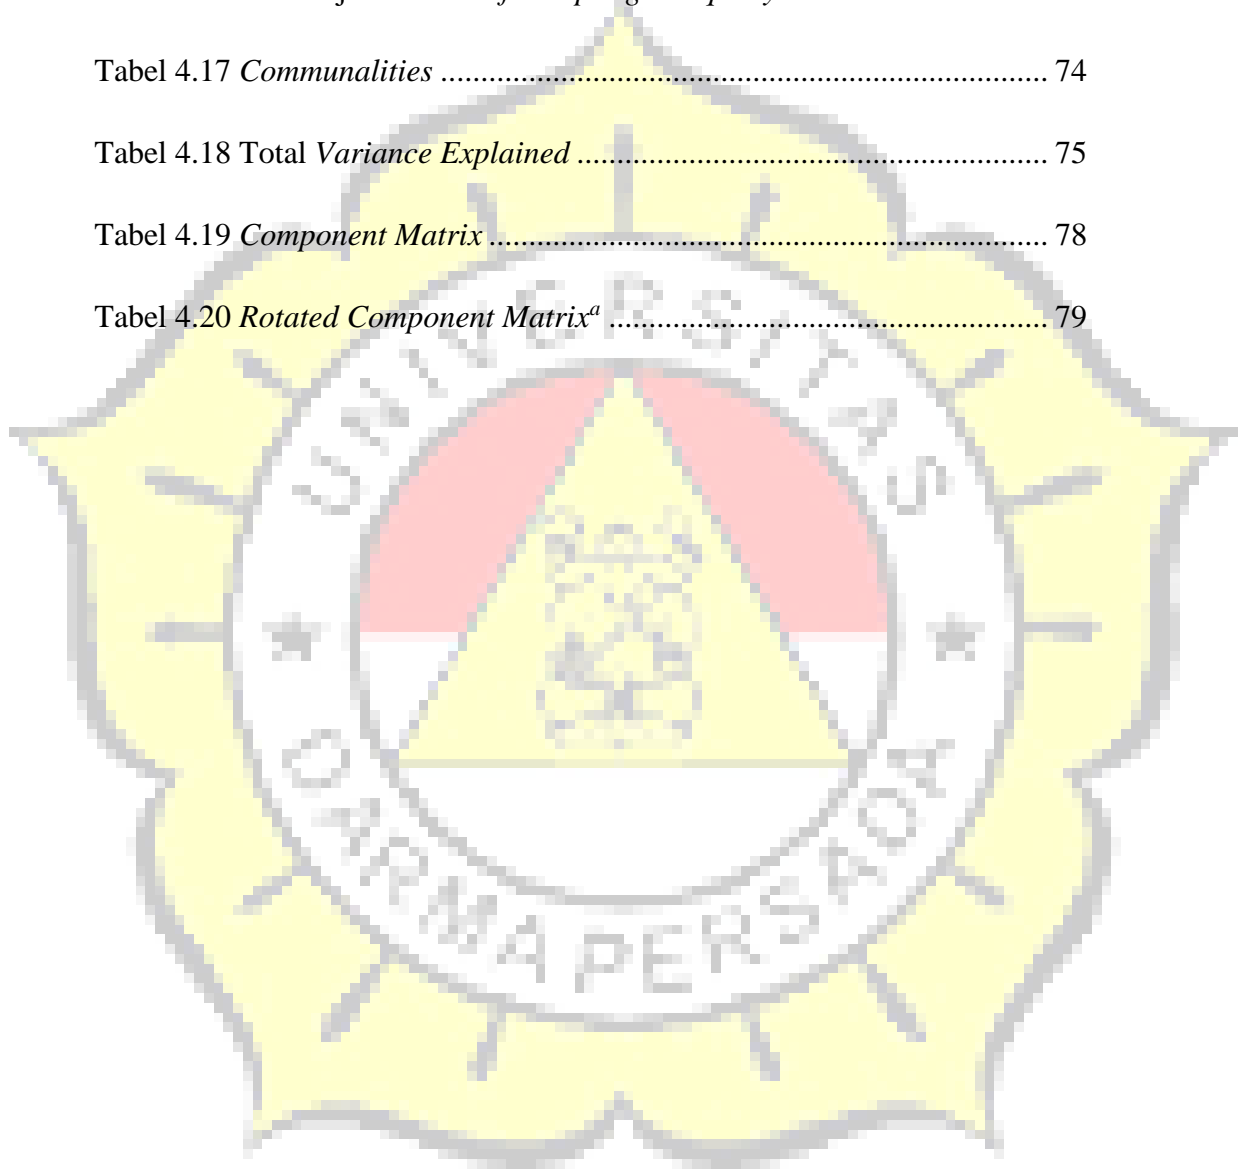 Tabel 4.17 Communalities ............................................................................ 74
Tabel 4.18 Total Variance Explained ........................................................... 75
Tabel 4.19 Component Matrix ...................................................................... 78
Tabel 4.20 Rotated Component Matrixᵃ ....................................................... 79
UNIVERSITAS
DARMA PERSADA